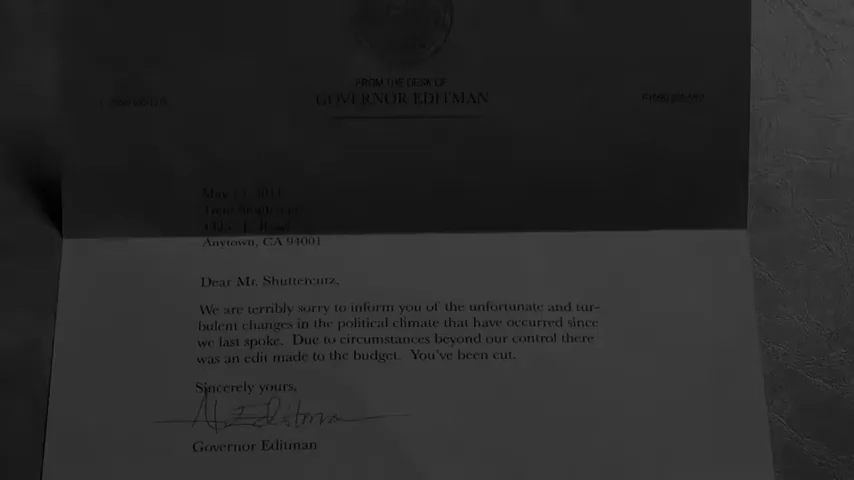 FROM THE DESK OF
GOVERNOR EDITMAN
May
Anytown, CA 94001
Dear Mr. Shuttercutz,
We are terribly sorry to inform you of the unfortunate and tur-
bulent changes in the political climate that have occurred since
we last spoke. Due to circumstances beyond our control there
was an edit made to the budget. You've been cut.
Sincerely yours,
Governor Editman